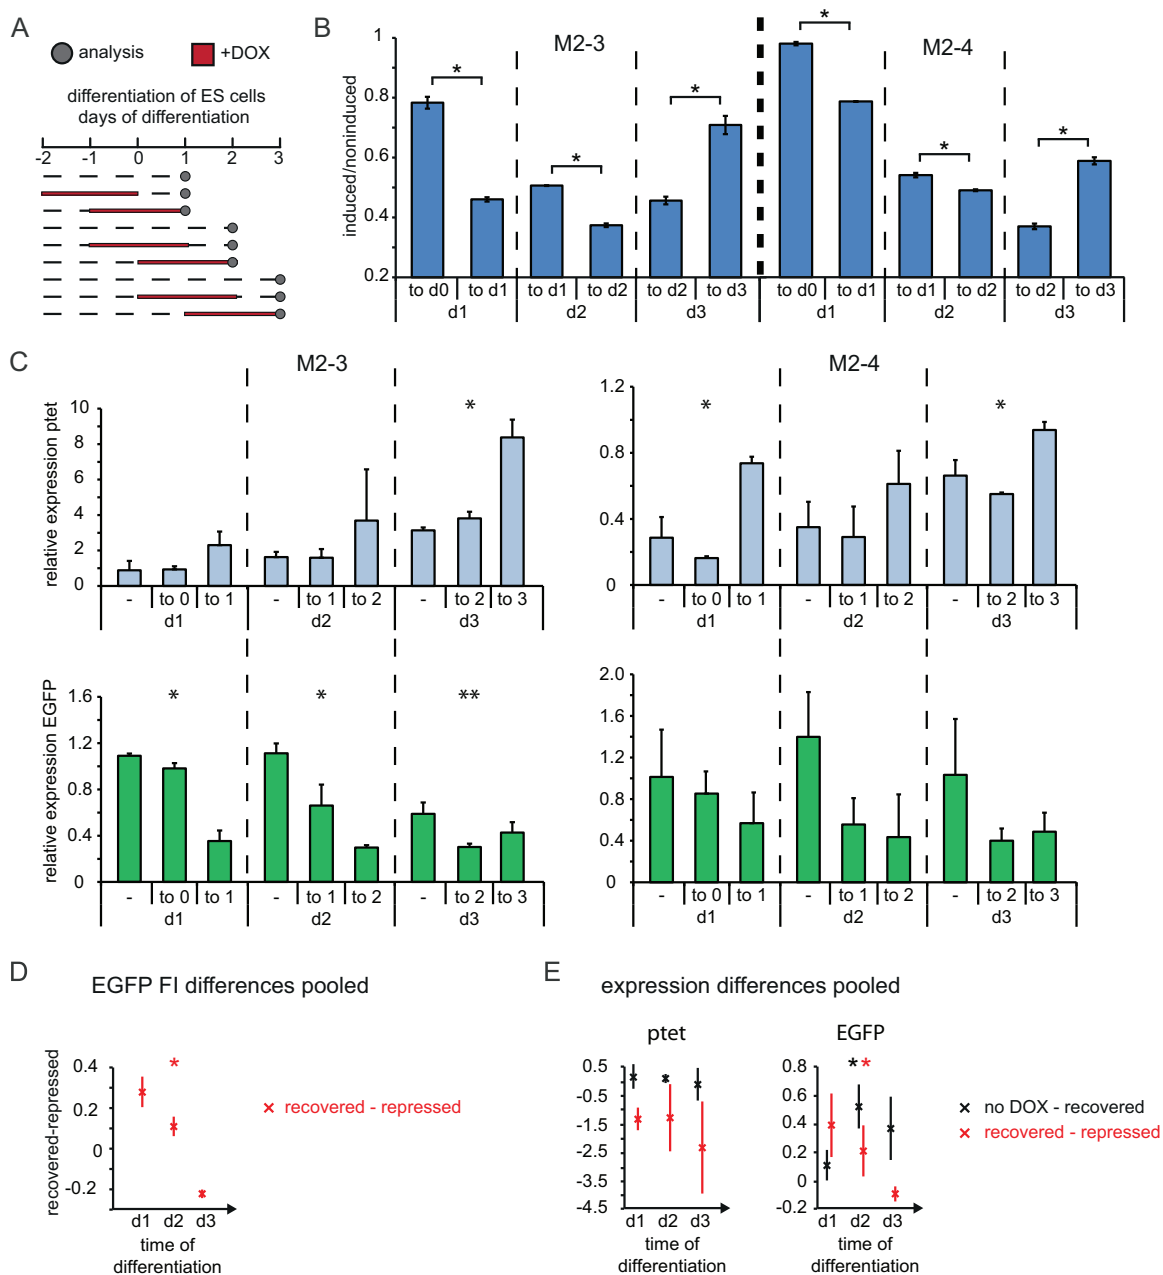 A
analysis
+DOX
differentiation of ES cells
days of differentiation
-2 -1 0 1 2 3
B
M2-3
M2-4
induced/noninduced
1
0.8
0.6
0.4
0.2
* * * * * *
to d0 to d1 to d1 to d2 to d2 to d3 to d0 to d1 to d1 to d2 to d2 to d3
d1 d2 d3 d1 d2 d3
C
M2-3
relative expression ptet
10
8
6
4
2
0
*
- to 0 to 1 - to 1 to 2 - to 2 to 3
d1 d2 d3
M2-4
1.2
0.8
0.4
0
* *
- to 0 to 1 - to 1 to 2 - to 2 to 3
d1 d2 d3
relative expression EGFP
1.6
1.2
0.8
0.4
0
* * **
- to 0 to 1 - to 1 to 2 - to 2 to 3
d1 d2 d3
2.0
1.6
1.2
0.8
0.4
0
- to 0 to 1 - to 1 to 2 - to 2 to 3
d1 d2 d3
D
EGFP FI differences pooled
recovered-repressed
0.4
0.2
0
-0.2
*
d1 d2 d3
time of
differentiation
× recovered - repressed
E
expression differences pooled
ptet
0.5
-0.5
-1.5
-2.5
-3.5
-4.5
d1 d2 d3
time of
differentiation
EGFP
* *
0.8
0.6
0.4
0.2
0
-0.2
d1 d2 d3
time of
differentiation
× no DOX - recovered
× recovered - repressed